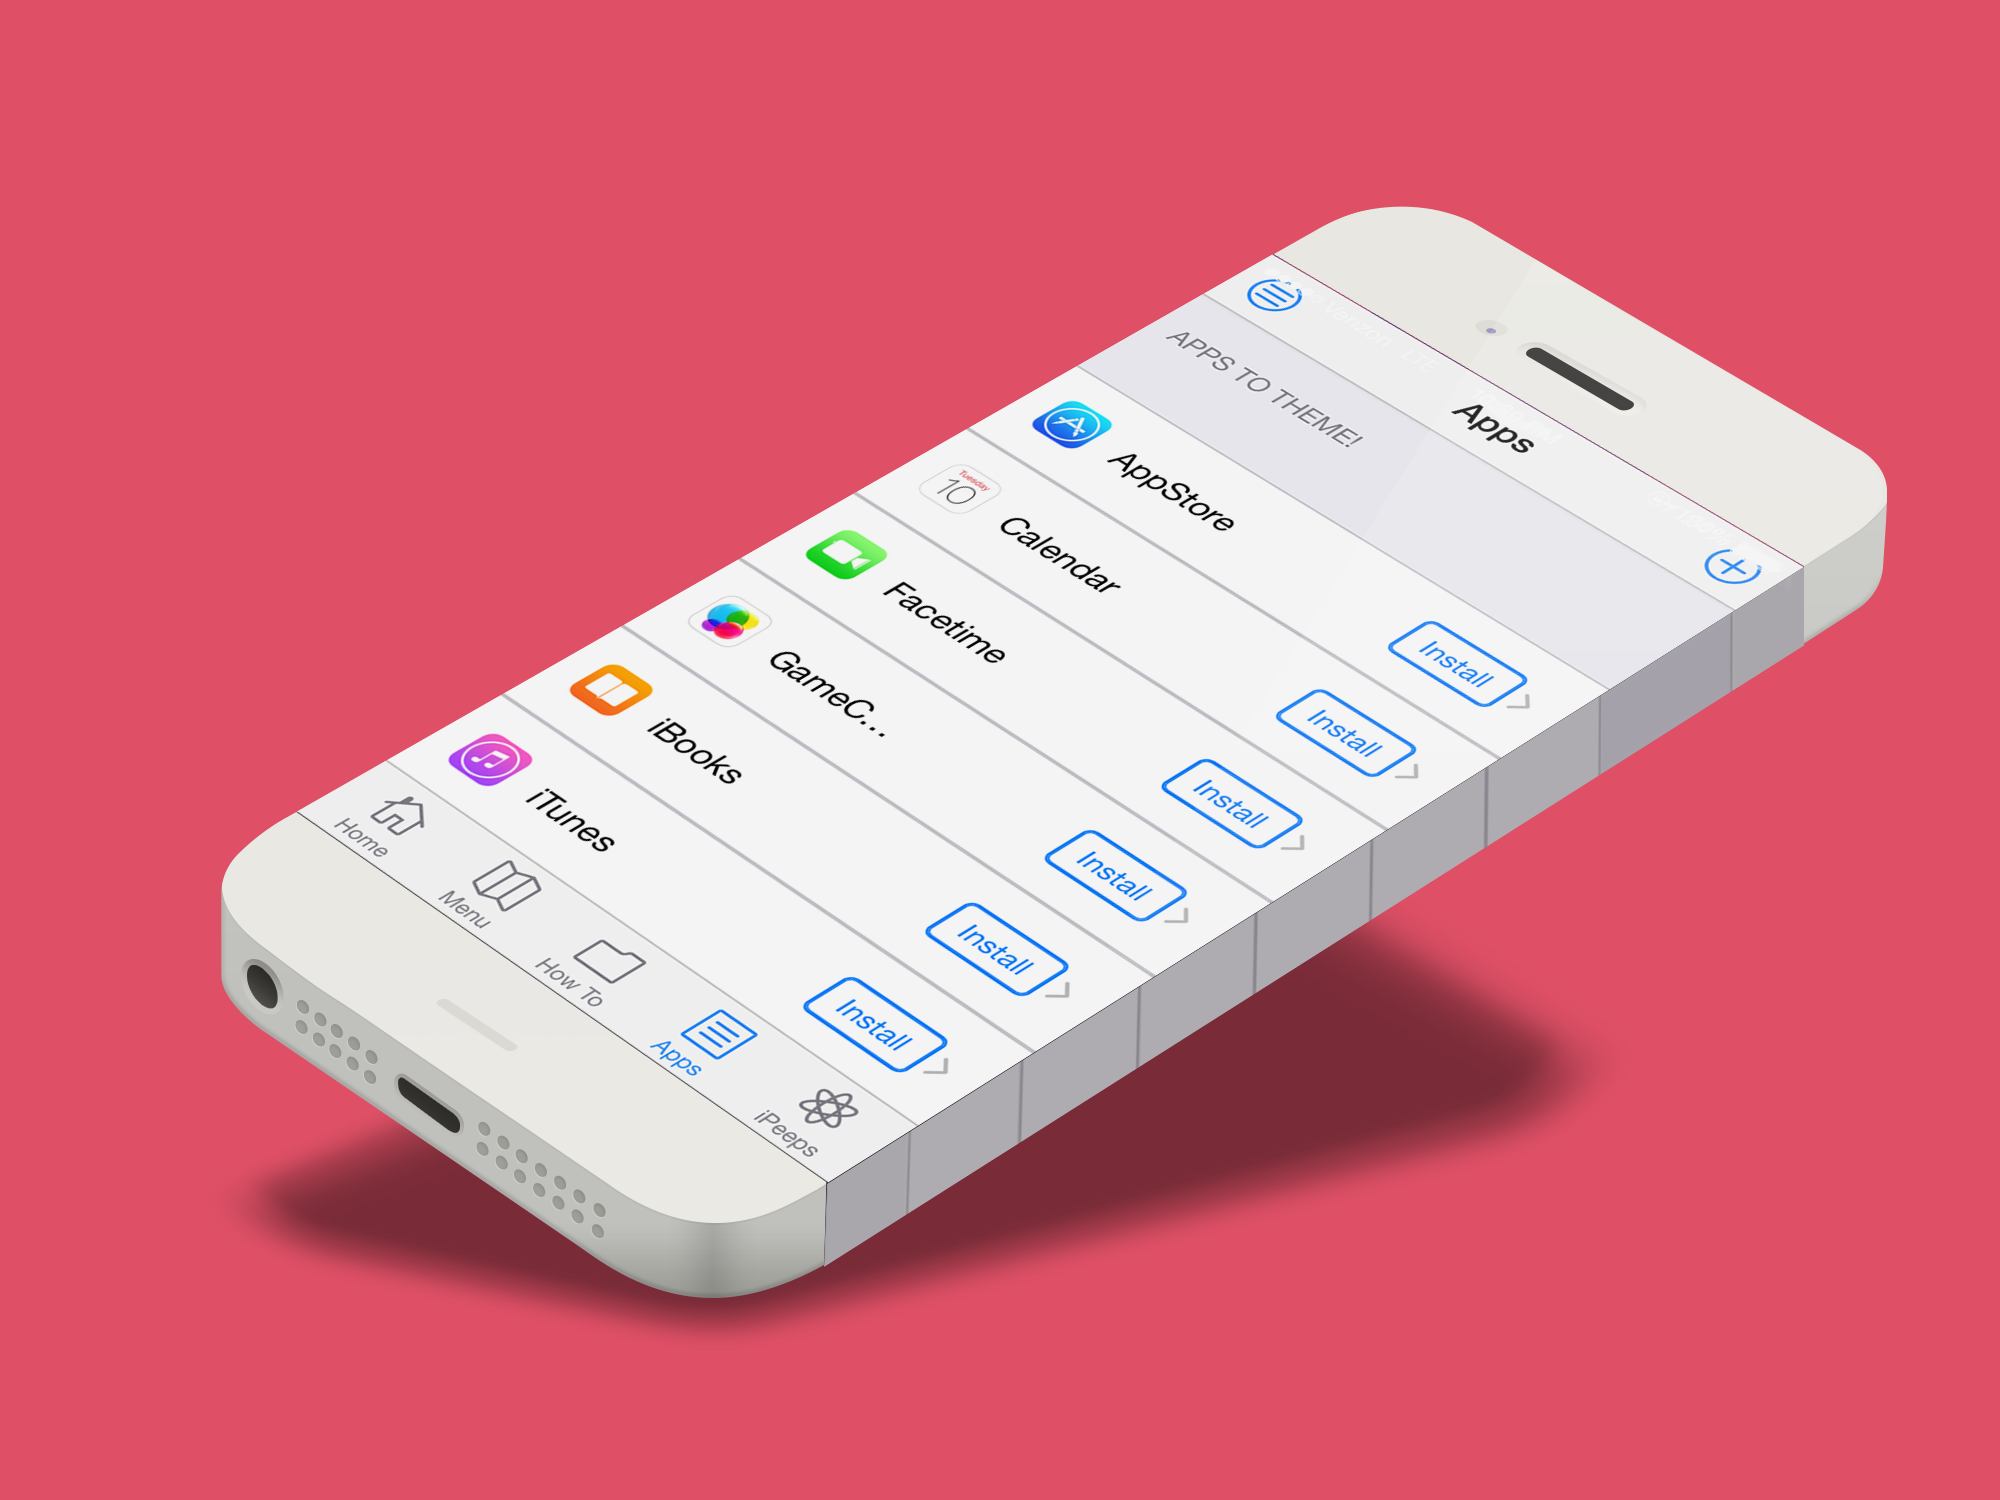 Verizon LTE
Apps
APPS TO THEME!
AppStore
Install
Tuesday
10
Calendar
Install
Facetime
Install
GameC...
Install
iBooks
Install
iTunes
Install
Home
Menu
How To
Apps
iPeeps